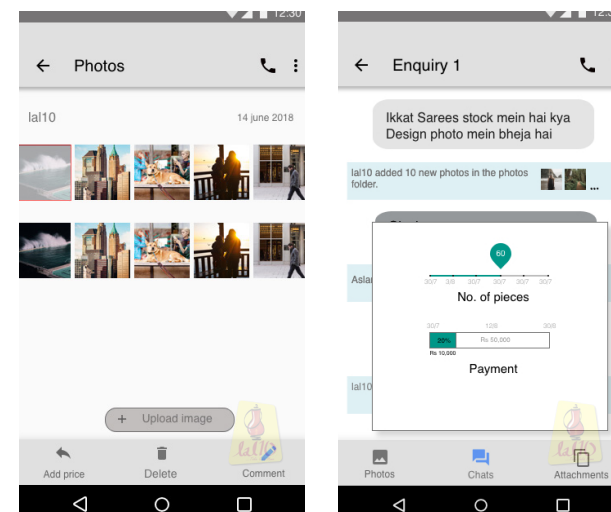 12:30
Photos
lal10
14 june 2018
+ Upload image
Add price
Delete
Comment
lal10
Enquiry 1
Ikkat Sarees stock mein hai kya
Design photo mein bheja hai
lal10 added 10 new photos in the photos
folder.
...
60
30/7 3/8 30/7 30/7 30/7 30/7
No. of pieces
30/7 12/8 30/8
20% Rs 50,000
Rs 10,000
Payment
lal10
Photos
Chats
Attachments